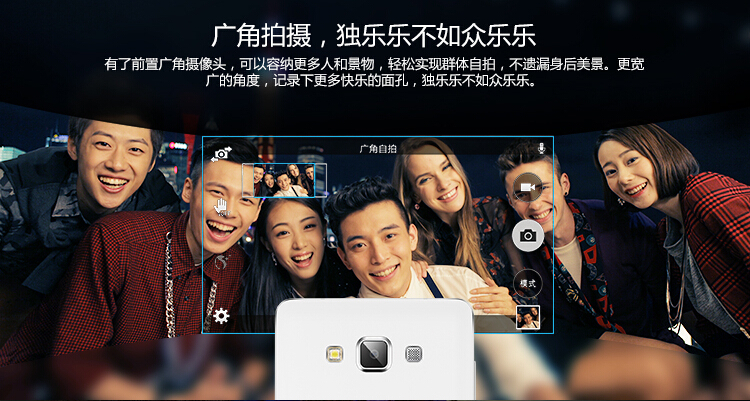 广角拍摄，独乐乐不如众乐乐
有了前置广角摄像头，可以容纳更多人和景物，轻松实现群体自拍，不遗漏身后美景。更宽
广的角度，记录下更多快乐的面孔，独乐乐不如众乐乐。
广角自拍
模式